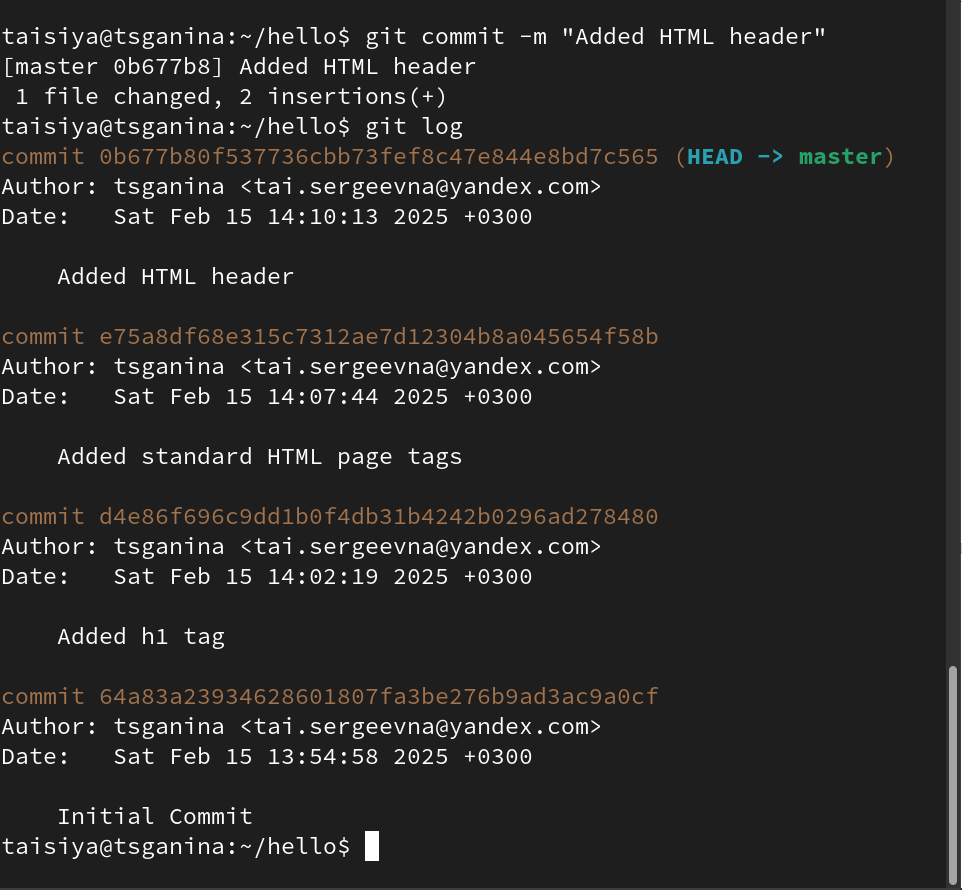 taisiya@tsganina:~/hello$ git commit -m "Added HTML header"
[master 0b677b8] Added HTML header
 1 file changed, 2 insertions(+)
taisiya@tsganina:~/hello$ git log
commit 0b677b80f537736cbb73fef8c47e844e8bd7c565 (HEAD -> master)
Author: tsganina <tai.sergeevna@yandex.com>
Date:   Sat Feb 15 14:10:13 2025 +0300

    Added HTML header

commit e75a8df68e315c7312ae7d12304b8a045654f58b
Author: tsganina <tai.sergeevna@yandex.com>
Date:   Sat Feb 15 14:07:44 2025 +0300

    Added standard HTML page tags

commit d4e86f696c9dd1b0f4db31b4242b0296ad278480
Author: tsganina <tai.sergeevna@yandex.com>
Date:   Sat Feb 15 14:02:19 2025 +0300

    Added h1 tag

commit 64a83a23934628601807fa3be276b9ad3ac9a0cf
Author: tsganina <tai.sergeevna@yandex.com>
Date:   Sat Feb 15 13:54:58 2025 +0300

    Initial Commit
taisiya@tsganina:~/hello$